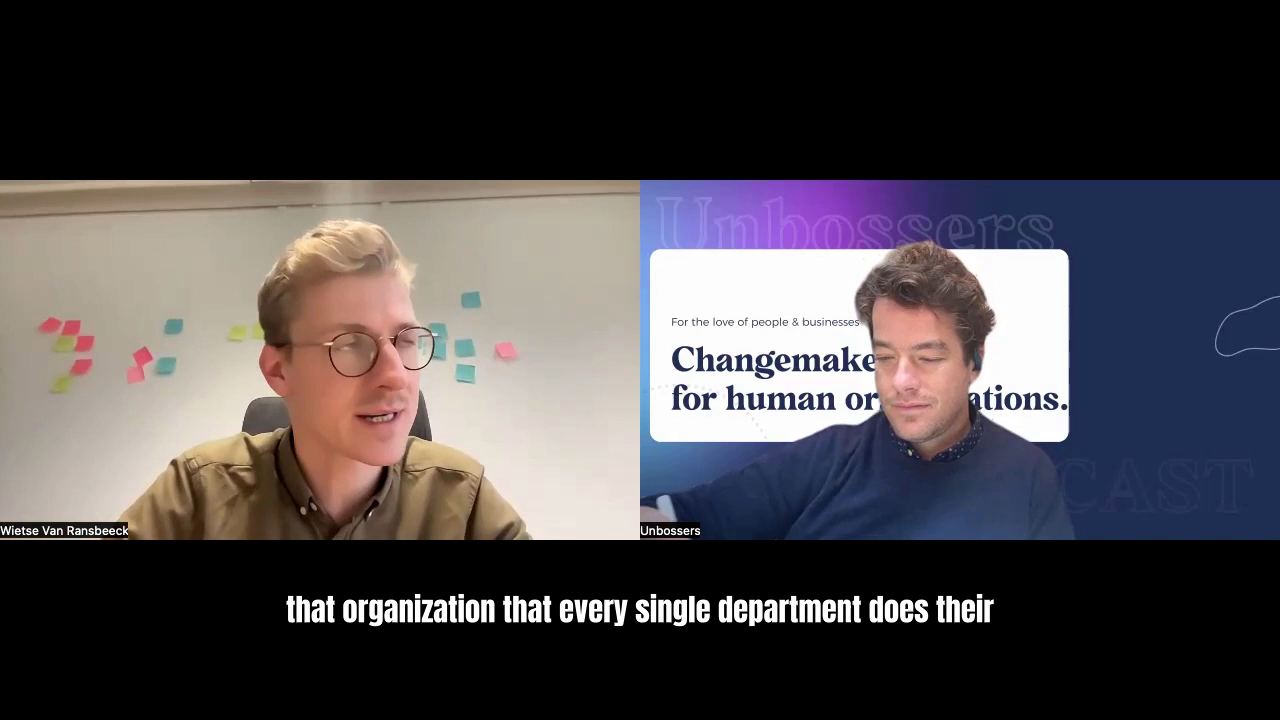 Unbossers
For the love of people & businesses
Changemake
for human or ations.
CAST
Wietse Van Ransbeeck
Unbossers
that organization that every single department does their